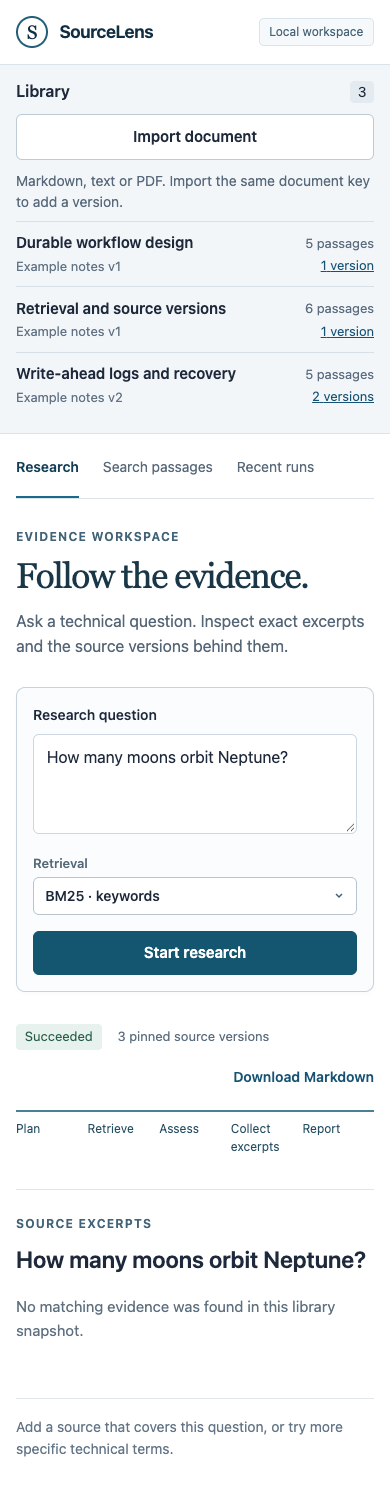 S SourceLens
Local workspace
Library
3
Import document
Markdown, text or PDF. Import the same document key
to add a version.
Durable workflow design
5 passages
Example notes v1
1 version
Retrieval and source versions
6 passages
Example notes v1
1 version
Write-ahead logs and recovery
5 passages
Example notes v2
2 versions
Research
Search passages
Recent runs
EVIDENCE WORKSPACE
Follow the evidence.
Ask a technical question. Inspect exact excerpts
and the source versions behind them.
Research question
How many moons orbit Neptune?
Retrieval
BM25 · keywords
Start research
Succeeded
3 pinned source versions
Download Markdown
Plan
Retrieve
Assess
Collect
excerpts
Report
SOURCE EXCERPTS
How many moons orbit Neptune?
No matching evidence was found in this library
snapshot.
Add a source that covers this question, or try more
specific technical terms.